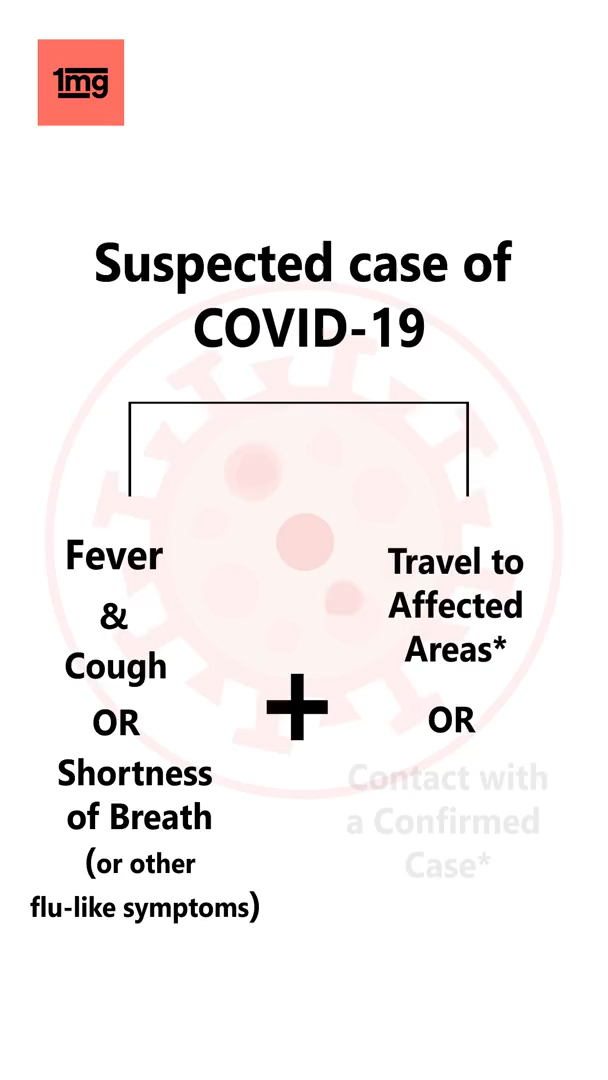 1mg
Suspected case of
COVID-19
Fever
&
Cough
OR
Shortness
of Breath
(or other
flu-like symptoms)
+
Travel to
Affected
Areas*
OR
Contact with
a Confirmed
Case*